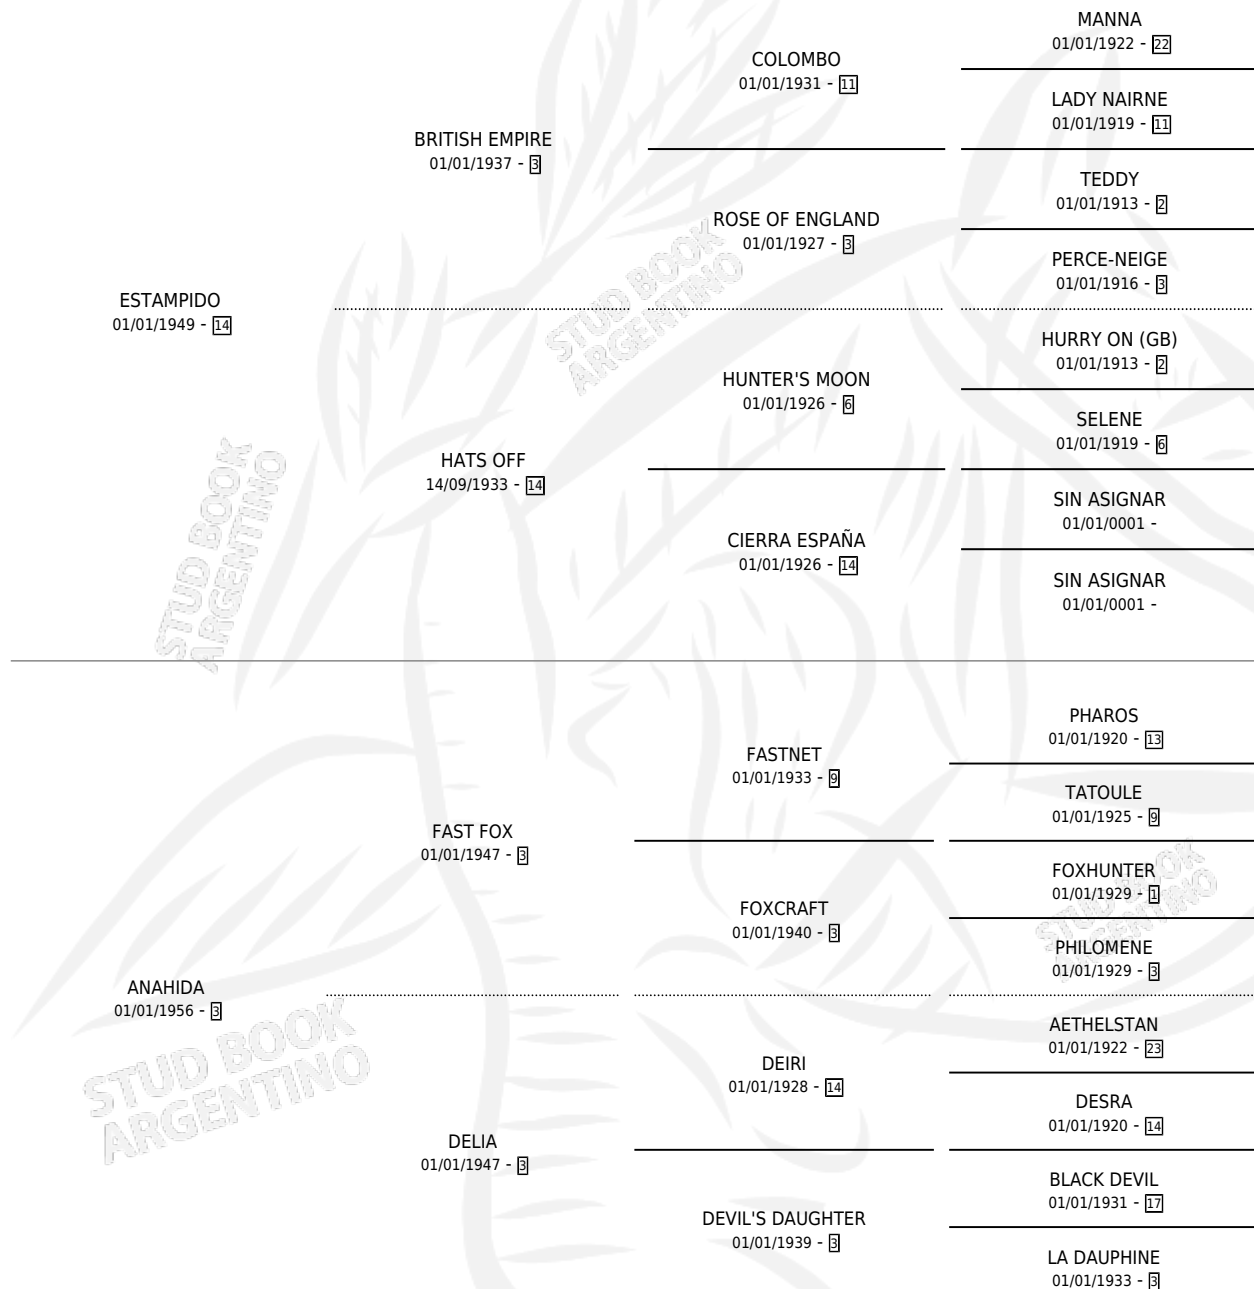 MANNA
01/01/1922 - 22
COLOMBO
01/01/1931 - 11
LADY NAIRNE
01/01/1919 - 11
BRITISH EMPIRE
01/01/1937 - 3
TEDDY
01/01/1913 - 2
ROSE OF ENGLAND
01/01/1927 - 3
PERCE-NEIGE
01/01/1916 - 3
ESTAMPIDO
01/01/1949 - 14
STUD BOOK
ARGENTINO
HURRY ON (GB)
01/01/1913 - 2
HUNTER'S MOON
01/01/1926 - 6
SELENE
01/01/1919 - 6
HATS OFF
14/09/1933 - 14
SIN ASIGNAR
01/01/0001 -
CIERRA ESPAÑA
01/01/1926 - 14
SIN ASIGNAR
01/01/0001 -
STUD BOOK
ARGENTINO
PHAROS
01/01/1920 - 13
FASTNET
01/01/1933 - 9
TATOULE
01/01/1925 - 9
FAST FOX
01/01/1947 - 3
FOXHUNTER
01/01/1929 - 1
FOXCRAFT
01/01/1940 - 3
PHILOMENE
01/01/1929 - 3
STUD BOOK
ARGENTINO
ANAHIDA
01/01/1956 - 3
STUD BOOK
ARGENTINO
AETHELSTAN
01/01/1922 - 23
DEIRI
01/01/1928 - 14
DESRA
01/01/1920 - 14
DELIA
01/01/1947 - 3
BLACK DEVIL
01/01/1931 - 17
DEVIL'S DAUGHTER
01/01/1939 - 3
LA DAUPHINE
01/01/1933 - 3